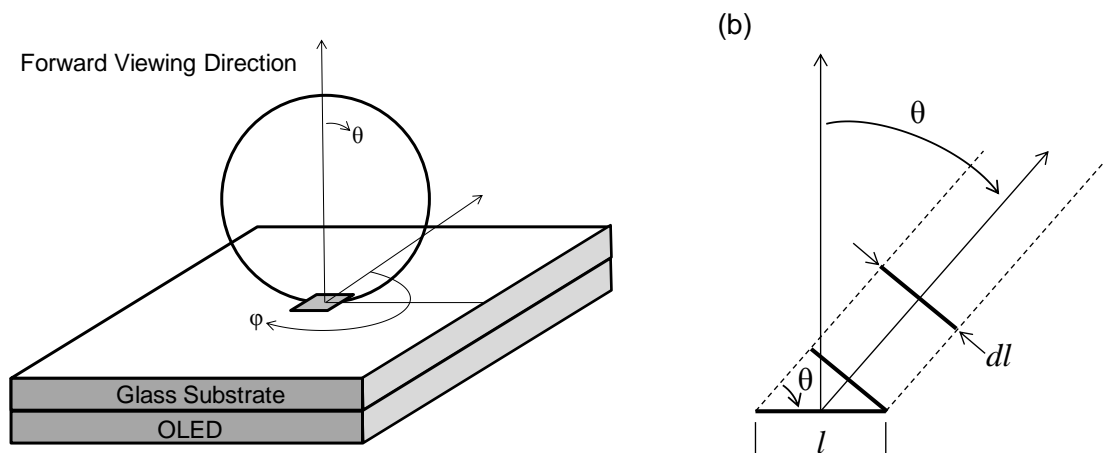 Forward Viewing Direction
θ
φ
Glass Substrate
OLED
(b)
θ
dl
θ
l